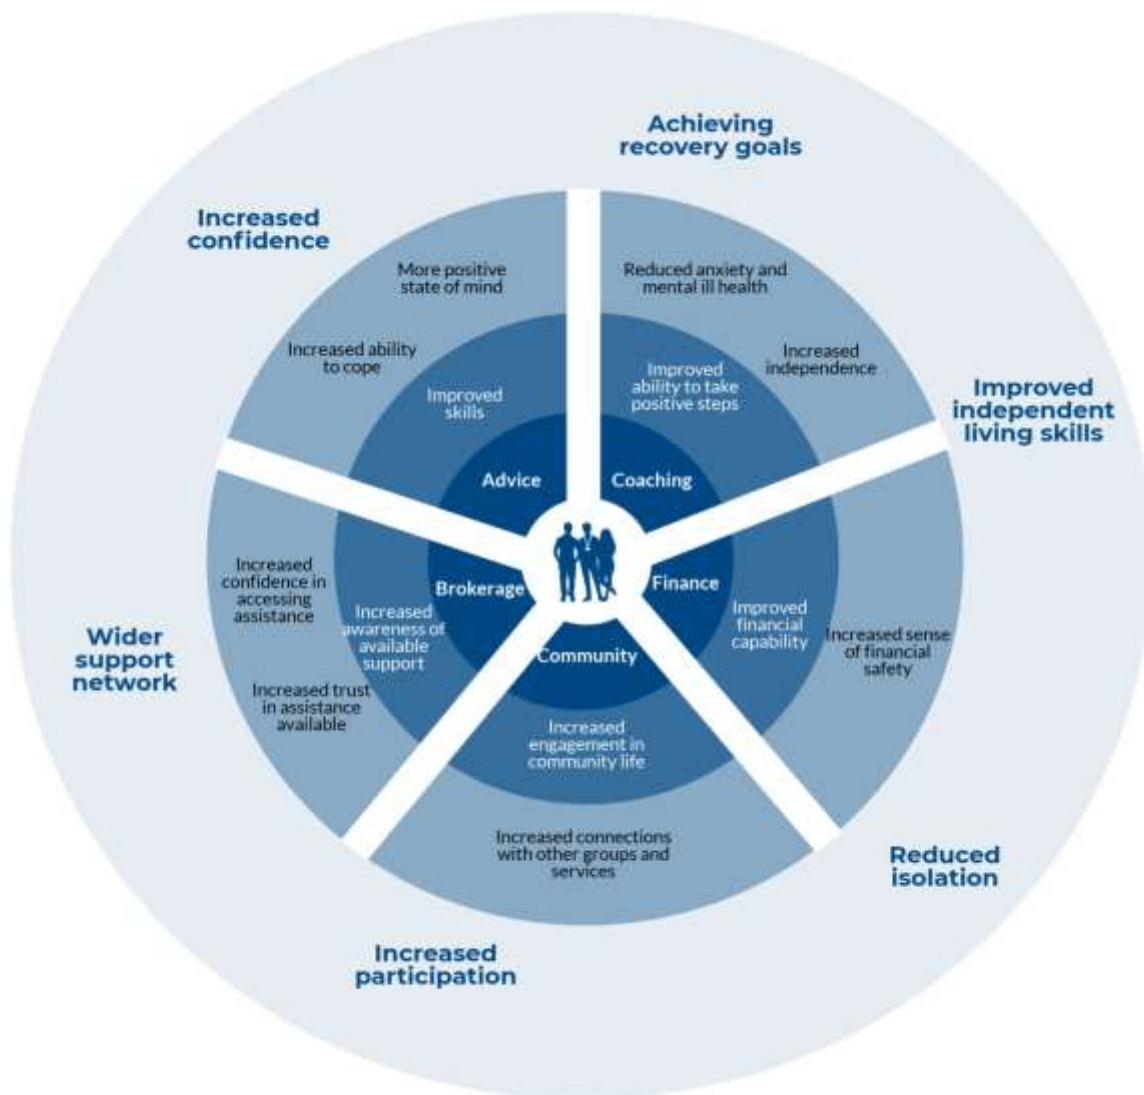 Achieving
recovery goals
Increased
confidence
More positive
state of mind
Reduced anxiety and
mental ill health
Increased ability
to cope
Increased
independence
Improved
skills
Improved
ability to take
positive steps
Improved
independent
living skills
Advice
Coaching
Increased
confidence in
accessing
assistance
Brokerage
Finance
Increased
awareness of
available
support
Improved
financial
capability
Increased sense
of financial
safety
Wider
support
network
Community
Increased trust
in assistance
available
Increased
engagement in
community life
Increased connections
with other groups and
services
Reduced
isolation
Increased
participation